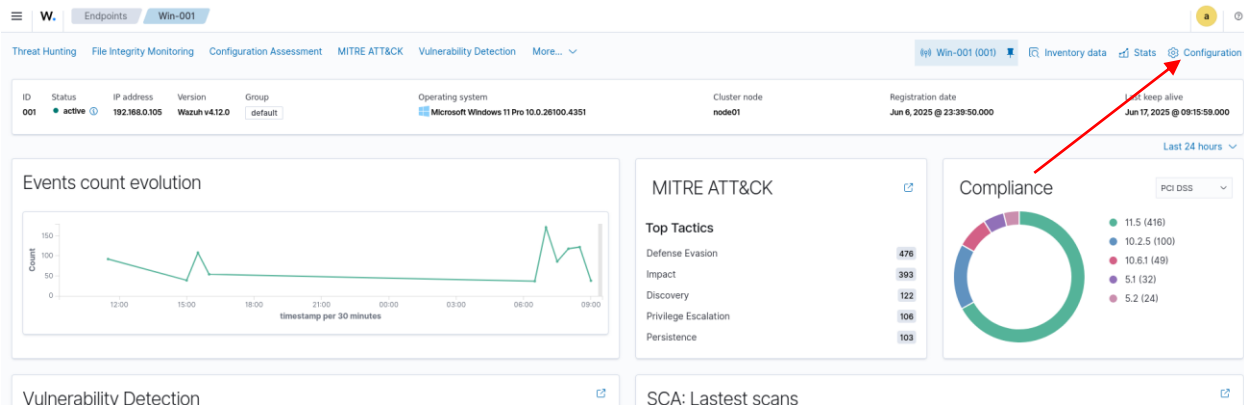 W. Endpoints Win-001 a
Threat Hunting File Integrity Monitoring Configuration Assessment MITRE ATT&CK Vulnerability Detection More... Win-001 (001) Inventory data Stats Configuration
ID Status IP address Version Group Operating system Cluster node Registration date Last keep alive
001 active 192.168.0.105 Wazuh v4.12.0 default Microsoft Windows 11 Pro 10.0.26100.4351 node01 Jun 6, 2025 @ 23:39:50.000 Jun 17, 2025 @ 09:15:59.000
Last 24 hours
Events count evolution
Count
150
100
50
0
12:00 15:00 18:00 21:00 00:00 03:00 06:00 09:00
timestamp per 30 minutes
MITRE ATT&CK
Top Tactics
Defense Evasion 476
Impact 393
Discovery 122
Privilege Escalation 106
Persistence 103
Compliance PCI DSS
11.5 (416)
10.2.5 (100)
10.6.1 (49)
5.1 (32)
5.2 (24)
Vulnerability Detection
SCA: Lastest scans